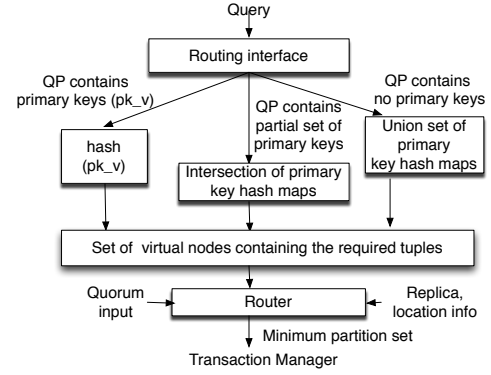 Query
Routing interface
QP contains
primary keys (pk_v)
QP contains
partial set of
primary keys
QP contains
no primary keys
hash
(pk_v)
Intersection of primary
key hash maps
Union set of
primary
key hash maps
Set of virtual nodes containing the required tuples
Quorum
input
Router
Replica,
location info
Minimum partition set
Transaction Manager